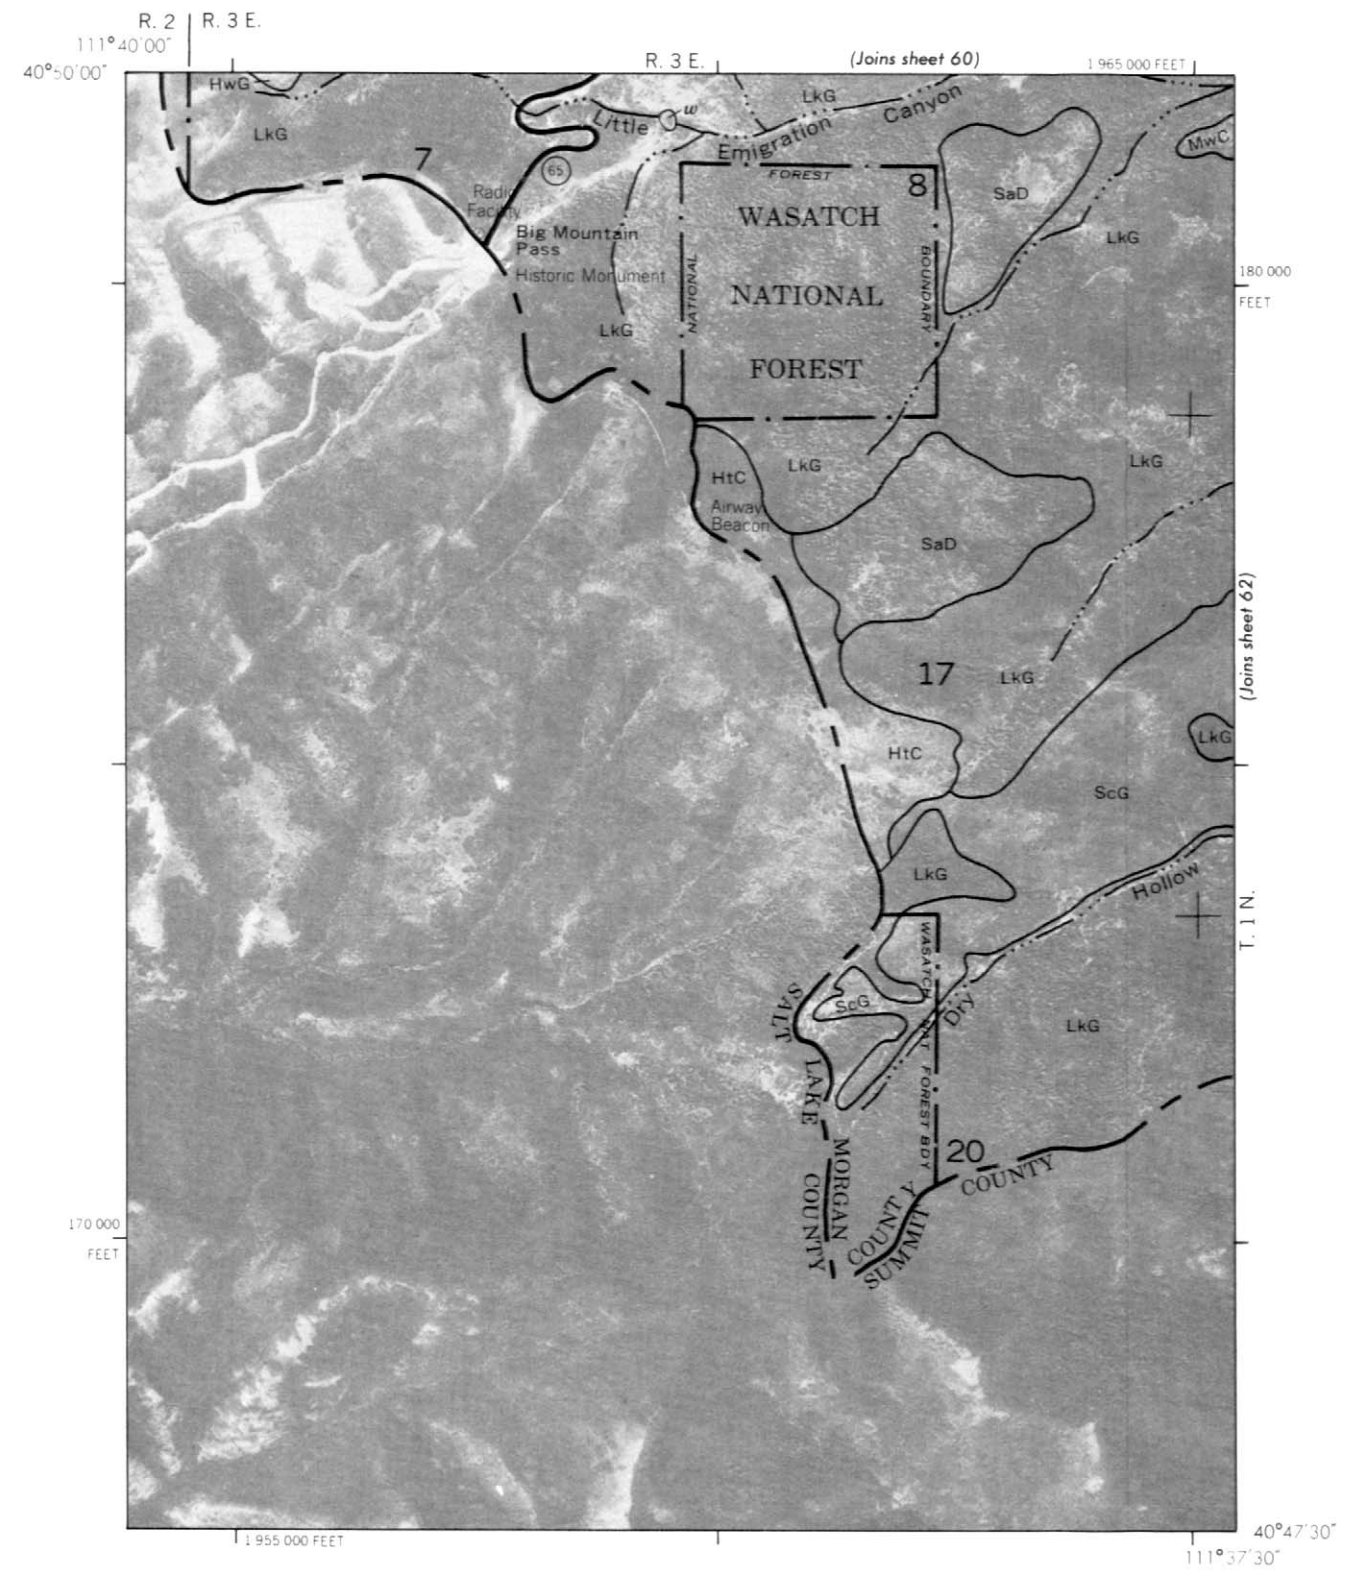 R. 2 R. 3 E.
111°40'00"
40°50'00"
R. 3 E.
(Joins sheet 60)
1 965 000 FEET
HwG
LkG
w
Little
Emigration
Canyon
LkG
MwC
LkG
7
65
FOREST
8
SaD
Radio
Facility
WASATCH
Big Mountain
Pass
LkG
Historic Monument
NATIONAL
BOUNDARY
NATIONAL
180 000
FEET
LkG
FOREST
LkG
LkG
HtC
Airway
Beacon
SaD
(Joins sheet 62)
17
LkG
HtC
LkG
ScG
LkG
Hollow
T. 1 N.
WASATCH NAT FOREST BDY
SALT
ScG
Dry
LkG
LAKE
20
MORGAN
COUNTY
COUNTY
COUNTY
SUMMIT
170 000
FEET
1 955 000 FEET
40°47'30"
111°37'30"